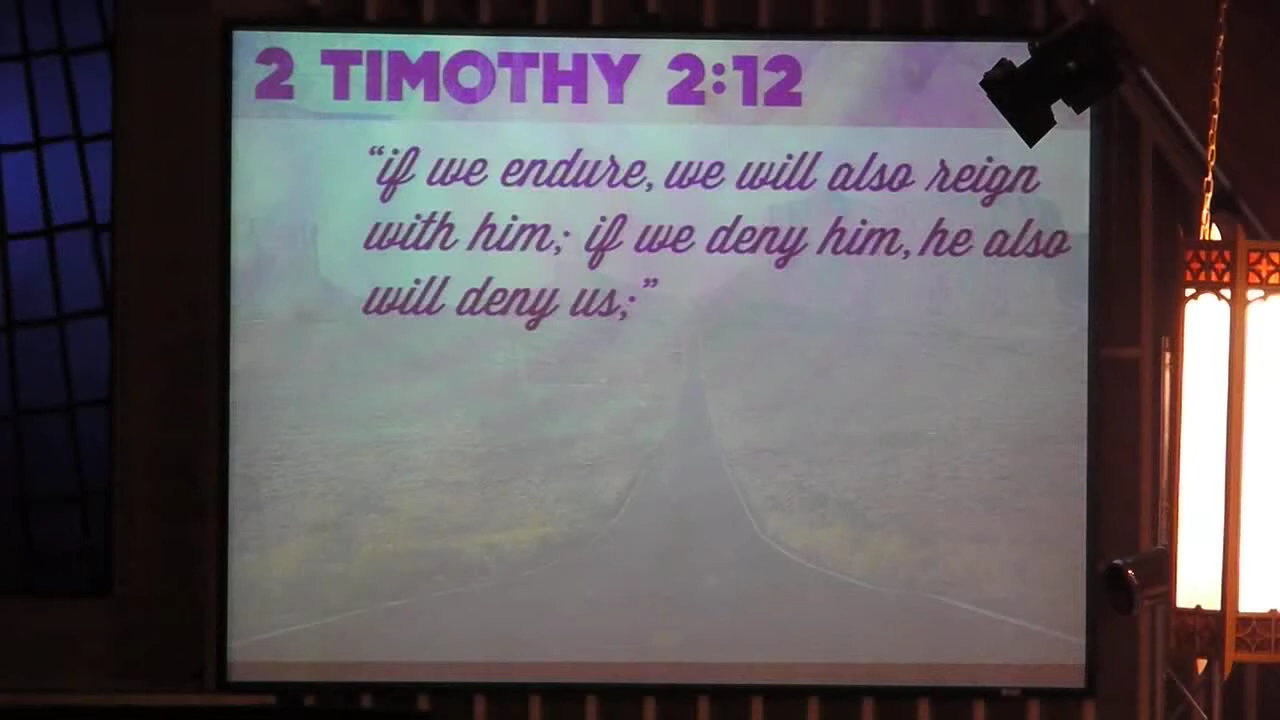 2 TIMOTHY 2:12
“if we endure, we will also reign
with him; if we deny him, he also
will deny us;”